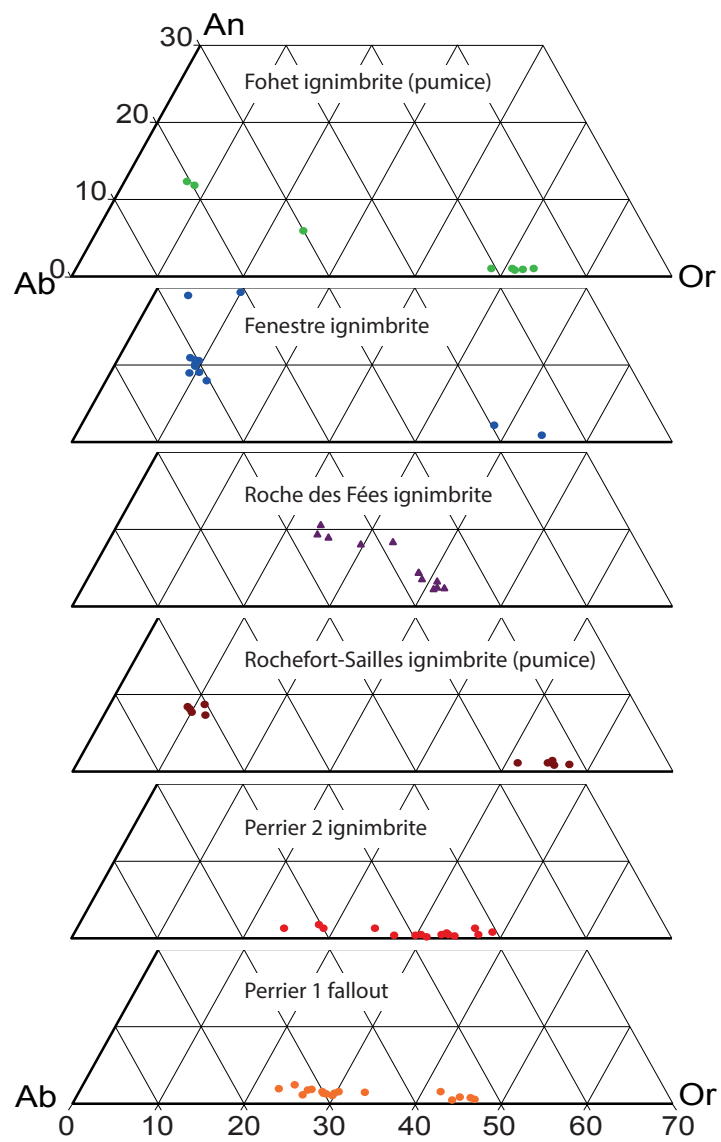 An
30
Fohet ignimbrite (pumice)
20
10
0
Ab
Or
Fenestre ignimbrite
Roche des Fées ignimbrite
Rochefort-Sailles ignimbrite (pumice)
Perrier 2 ignimbrite
Perrier 1 fallout
Ab
Or
0 10 20 30 40 50 60 70